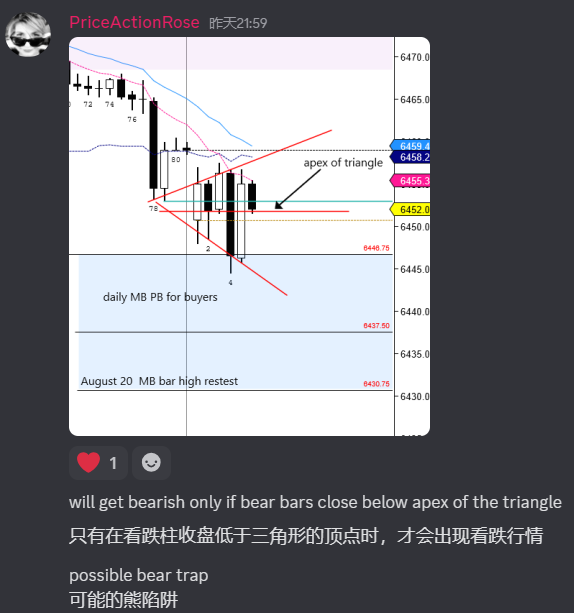 PriceActionRose 昨天21:59
6470.0
72 74
6465.0
76
6459.4
80
6458.2
apex of triangle
6455.3
78
6452.0
6450.0
2
6446.75
6445.0
4
daily MB PB for buyers
6440.0
6437.50
6435.0
August 20 MB bar high restest
6430.75
6430.0
1
will get bearish only if bear bars close below apex of the triangle
只有在看跌柱收盘低于三角形的顶点时，才会出现看跌行情
possible bear trap
可能的熊陷阱